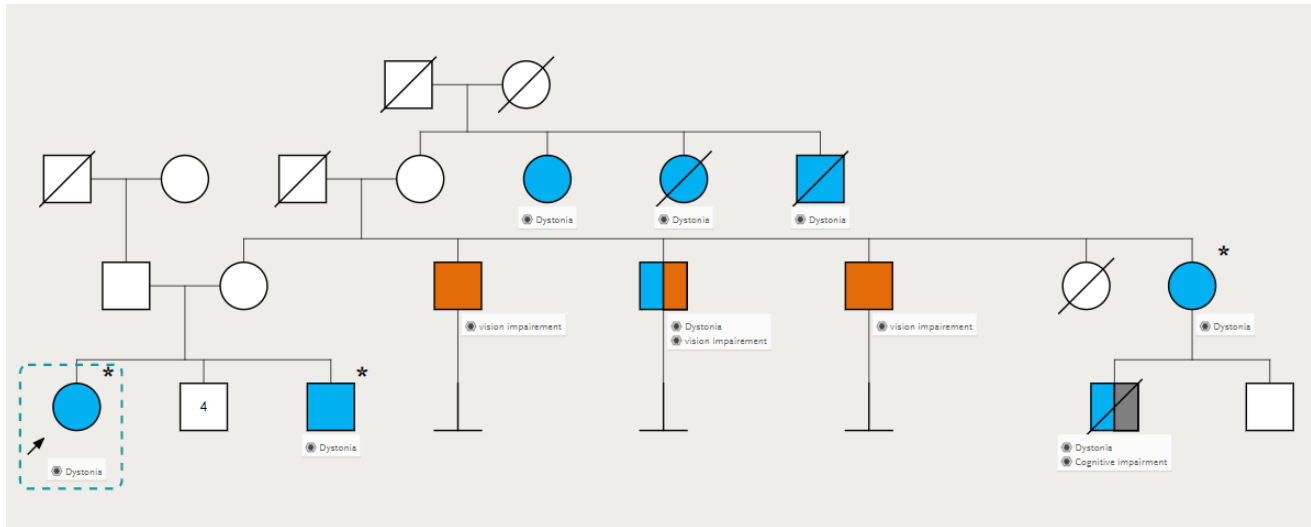 Dystonia
Dystonia
Dystonia
*
vision impairement
Dystonia
vision impairement
vision impairement
Dystonia
*
*
4
Dystonia
Dystonia
Dystonia
Cognitive impairment